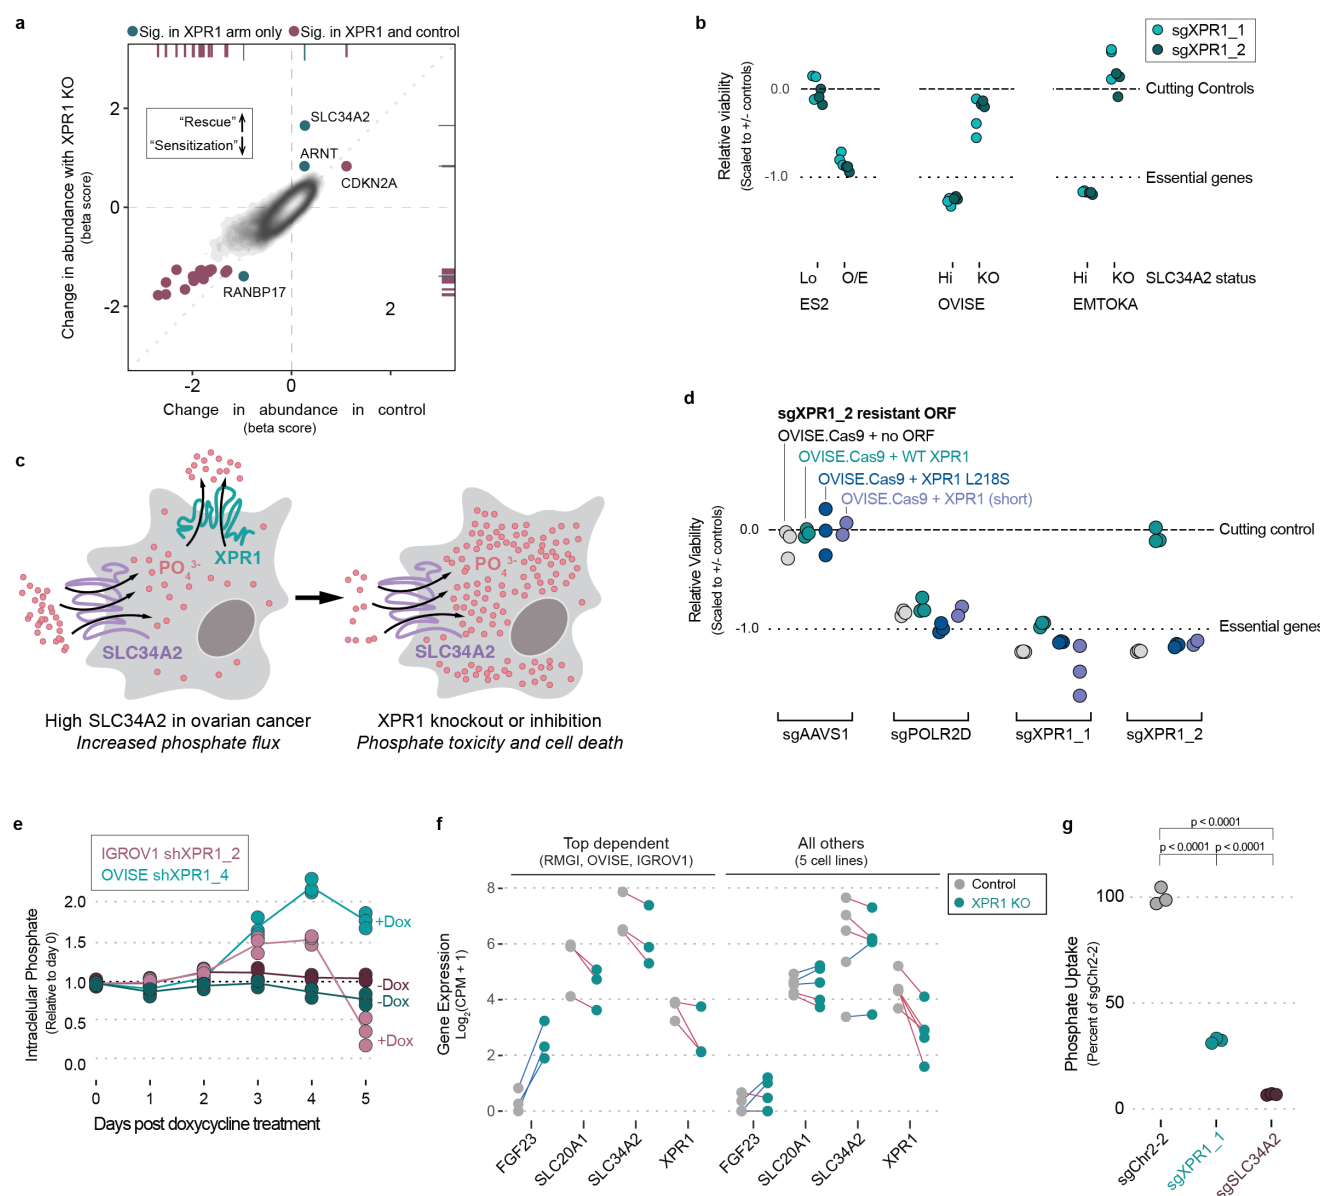 a
Sig. in XPR1 arm only
Sig. in XPR1 and control
Change in abundance with XPR1 KO
(beta score)
2
0
-2
"Rescue"
"Sensitization"
SLC34A2
ARNT
CDKN2A
RANBP17
2
-2
0
Change in abundance in control
(beta score)
b
sgXPR1_1
sgXPR1_2
Relative viability
(Scaled to +/- controls)
0.0
-1.0
Cutting Controls
Essential genes
Lo
O/E
Hi
KO
Hi
KO
SLC34A2 status
ES2
OVISE
EMTOKA
c
XPR1
PO4 3-
SLC34A2
PO4 3-
SLC34A2
High SLC34A2 in ovarian cancer
Increased phosphate flux
XPR1 knockout or inhibition
Phosphate toxicity and cell death
d
sgXPR1_2 resistant ORF
OVISE.Cas9 + no ORF
OVISE.Cas9 + WT XPR1
OVISE.Cas9 + XPR1 L218S
OVISE.Cas9 + XPR1 (short)
Relative Viability
(Scaled to +/- controls)
0.0
-1.0
Cutting control
Essential genes
sgAAVS1
sgPOLR2D
sgXPR1_1
sgXPR1_2
e
IGROV1 shXPR1_2
OVISE shXPR1_4
Intraclelular Phosphate
(Relative to day 0)
2.0
1.5
1.0
0.5
0.0
+Dox
-Dox
-Dox
+Dox
0
1
2
3
4
5
Days post doxycycline treatment
f
Top dependent
(RMGI, OVISE, IGROV1)
All others
(5 cell lines)
Control
XPR1 KO
Gene Expression
Log2(CPM + 1)
8
6
4
2
0
FGF23
SLC20A1
SLC34A2
XPR1
FGF23
SLC20A1
SLC34A2
XPR1
g
p < 0.0001
p < 0.0001
p < 0.0001
Phosphate Uptake
(Percent of sgChr2-2)
100
50
0
sgChr2-2
sgXPR1_1
sgSLC34A2